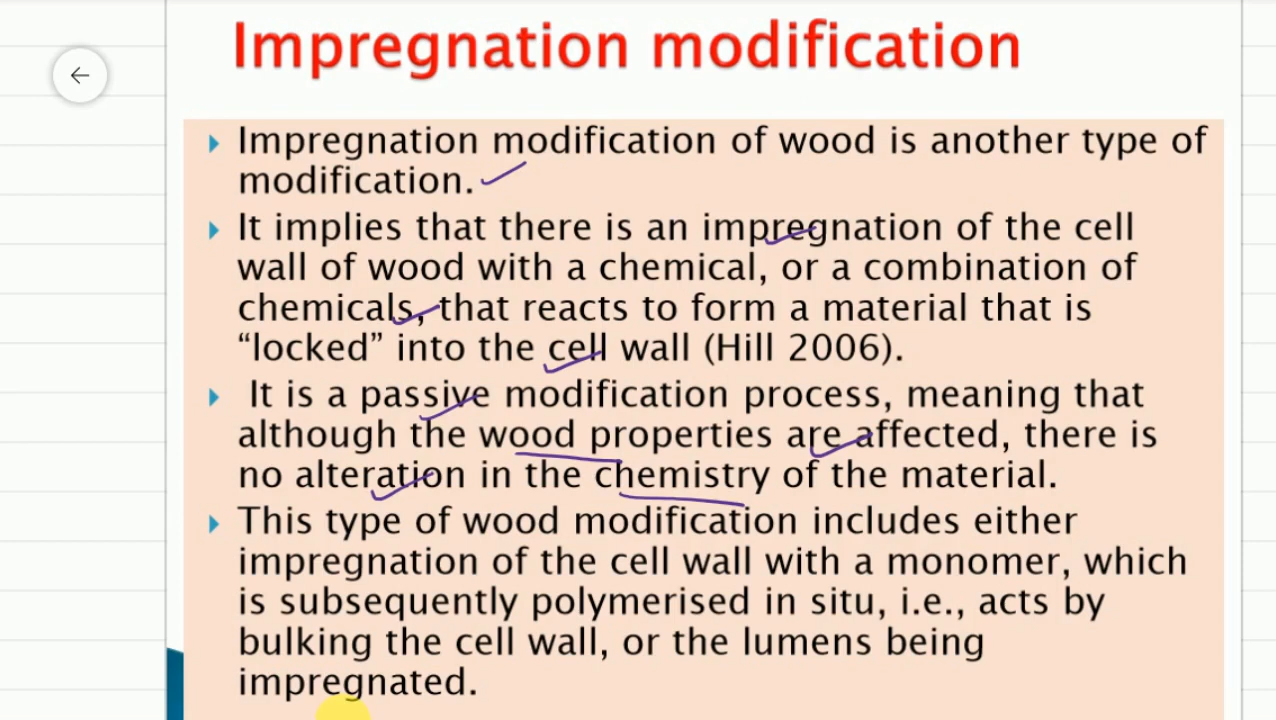 Impregnation modification
Impregnation modification of wood is another type of
modification.
It implies that there is an impregnation of the cell
wall of wood with a chemical, or a combination of
chemicals, that reacts to form a material that is
“locked” into the cell wall (Hill 2006).
It is a passive modification process, meaning that
although the wood properties are affected, there is
no alteration in the chemistry of the material.
This type of wood modification includes either
impregnation of the cell wall with a monomer, which
is subsequently polymerised in situ, i.e., acts by
bulking the cell wall, or the lumens being
impregnated.